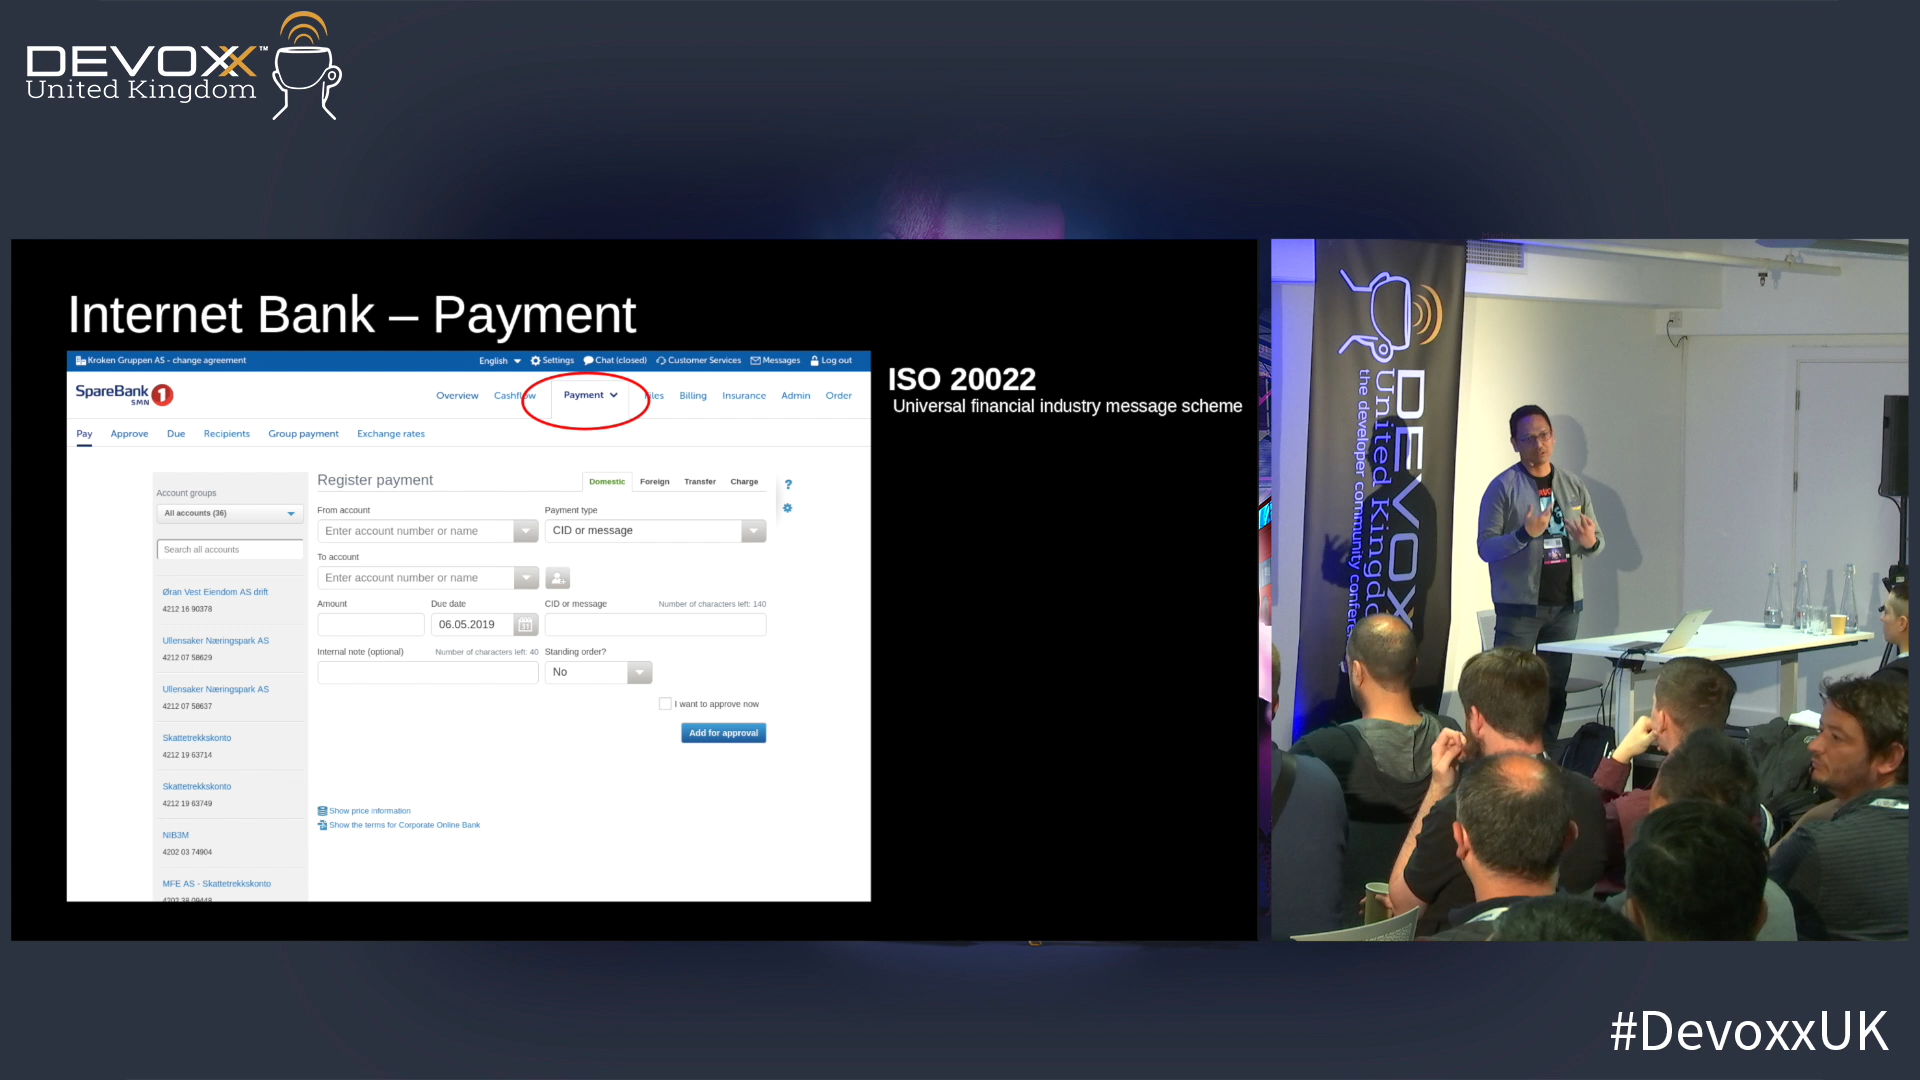 DEVOXX™
United Kingdom
Internet Bank – Payment
Kroken Gruppen AS - change agreement
English Settings Chat (closed) Customer Services Messages Log out
SpareBank 1
SMN
Overview Cashflow Payment Files Billing Insurance Admin Order
Pay Approve Due Recipients Group payment Exchange rates
Account groups
All accounts (36)
Search all accounts
Øran Vest Eiendom AS drift
4212 16 90378
Ullensaker Næringspark AS
4212 07 58629
Ullensaker Næringspark AS
4212 07 58637
Skattetrekkskonto
4212 19 63714
Skattetrekkskonto
4212 19 63749
NIB3M
4202 03 74904
MFE AS - Skattetrekkskonto
Register payment
Domestic Foreign Transfer Charge
?
From account Payment type
Enter account number or name CID or message
To account
Enter account number or name
Amount Due date CID or message Number of characters left: 140
06.05.2019 31
Internal note (optional) Number of characters left: 40 Standing order?
No
I want to approve now
Add for approval
Show price information
Show the terms for Corporate Online Bank
ISO 20022
Universal financial industry message scheme
DEVOXX
United Kingdo
the developer community confere
#DevoxxUK